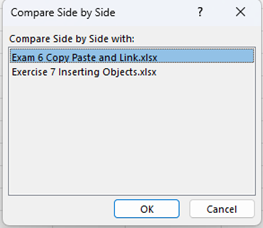 Compare Side by Side ? ×
Compare Side by Side with:
Exam 6 Copy Paste and Link.xlsx
Exercise 7 Inserting Objects.xlsx
OK Cancel